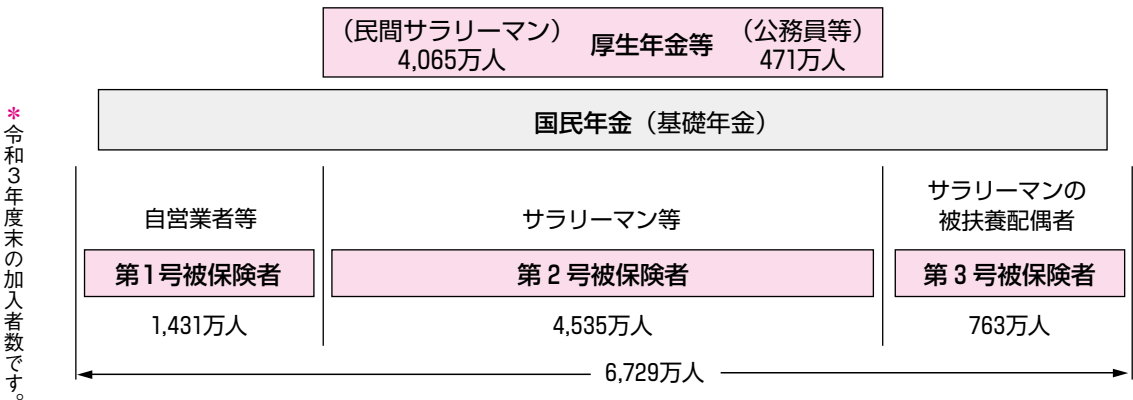 （民間サラリーマン） 厚生年金等 （公務員等）
4,065万人 471万人
国民年金（基礎年金）
自営業者等
サラリーマン等
サラリーマンの
被扶養配偶者
第1号被保険者
第2号被保険者
第3号被保険者
1,431万人
4,535万人
763万人
6,729万人
＊令和3年度末の加入者数です。